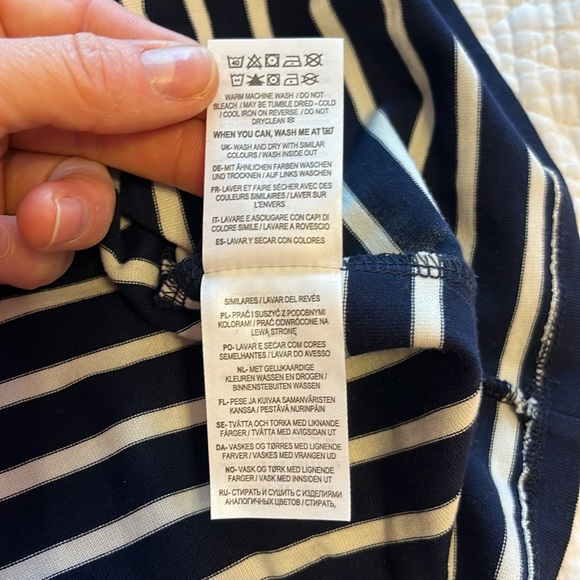 WARM MACHINE WASH / DO NOT
BLEACH / MAY BE TUMBLE DRIED - COLD
/ COOL IRON ON REVERSE / DO NOT
DRYCLEAN
WHEN YOU CAN, WASH ME AT
UK- WASH AND DRY WITH SIMILAR
COLOURS / WASH INSIDE OUT
DE- MIT ÄHNLICHEN FARBEN WASCHEN
UND TROCKNEN / AUF LINKS WASCHEN
FR- LAVER ET FAIRE SÉCHER AVEC DES
COULEURS SIMILAIRES / LAVER SUR
L'ENVERS
IT- LAVARE E ASCIUGARE CON CAPI DI
COLORE SIMILE / LAVARE A ROVESCIO
ES- LAVAR Y SECAR CON COLORES
SIMILARES / LAVAR DEL REVÉS
PL- PRAĆ I SUSZYĆ Z PODOBNYMI
KOLORAMI / PRAĆ ODWRÓCONE NA
LEWĄ STRONĘ
PO- LAVAR E SECAR COM CORES
SEMELHANTES / LAVAR DO AVESSO
NL- MET GELIJKAARDIGE
KLEUREN WASSEN EN DROGEN /
BINNENSTEBUITEN WASSEN
FI- PESE JA KUIVAA SAMANVÄRISTEN
KANSSA / PESTÄVÄ NURINPÄIN
SE- TVÄTTA OCH TORKA MED LIKNANDE
FÄRGER / TVÄTTA MED AVIGSIDAN UT
DA- VASKES OG TØRRES MED LIGNENDE
FARVER / VASKES MED VRANGEN UD
NO- VASK OG TØRK MED LIGNENDE
FARGER / VASK MED INNSIDEN UT
RU- СТИРАТЬ И СУШИТЬ С ИЗДЕЛИЯМИ
АНАЛОГИЧНЫХ ЦВЕТОВ / СТИРАТЬ,